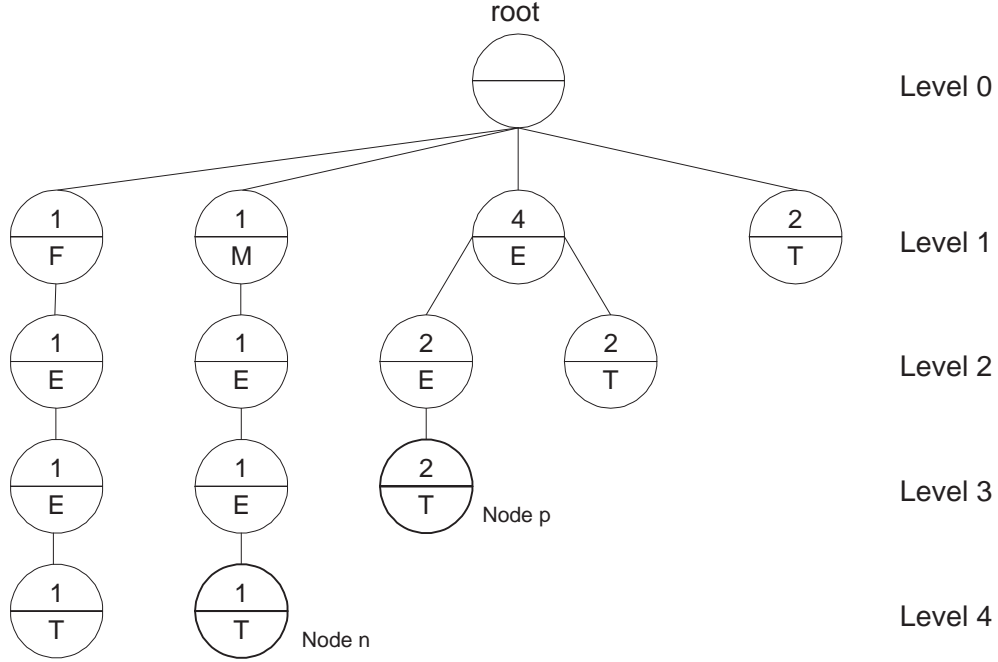 root
Level 0
1 1 4 2
F M E T
Level 1
1 1 2 2
E E E T
Level 2
1 1 2
E E T
Node p
Level 3
1 1
T T
Node n
Level 4